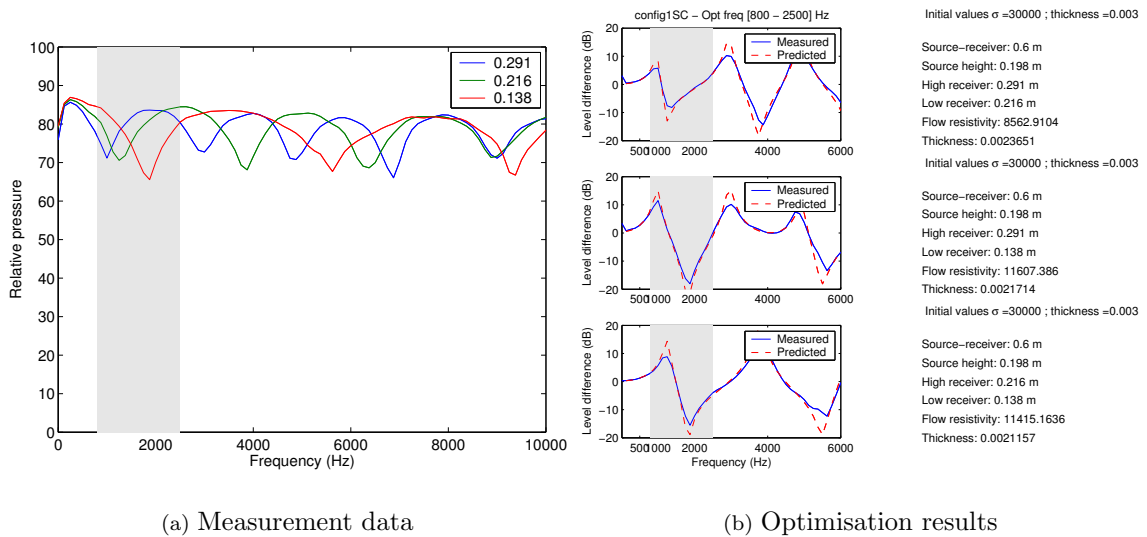 100
90
80
70
60
50
40
30
20
10
0
0 2000 4000 6000 8000 10000
Relative pressure
Frequency (Hz)
0.291
0.216
0.138
(a) Measurement data
config1SC − Opt freq [800 − 2500] Hz
Level difference (dB)
20
10
0
−10
−20
500 1000 2000 4000 6000
Measured
Predicted
Initial values σ =30000 ; thickness =0.003
Source−receiver: 0.6 m
Source height: 0.198 m
High receiver: 0.291 m
Low receiver: 0.216 m
Flow resistivity: 8562.9104
Thickness: 0.0023651
Level difference (dB)
20
10
0
−10
−20
500 1000 2000 4000 6000
Measured
Predicted
Initial values σ =30000 ; thickness =0.003
Source−receiver: 0.6 m
Source height: 0.198 m
High receiver: 0.291 m
Low receiver: 0.138 m
Flow resistivity: 11607.386
Thickness: 0.0021714
Level difference (dB)
20
10
0
−10
−20
500 1000 2000 4000 6000
Frequency (Hz)
Measured
Predicted
Initial values σ =30000 ; thickness =0.003
Source−receiver: 0.6 m
Source height: 0.198 m
High receiver: 0.216 m
Low receiver: 0.138 m
Flow resistivity: 11415.1636
Thickness: 0.0021157
(b) Optimisation results